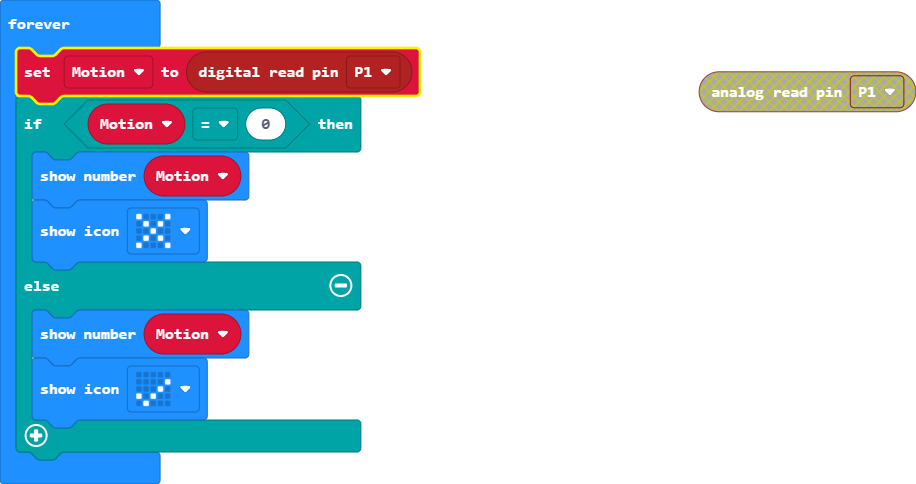 forever
set Motion to digital read pin P1
analog read pin P1
if Motion = 0 then
show number Motion
show icon
else
show number Motion
show icon